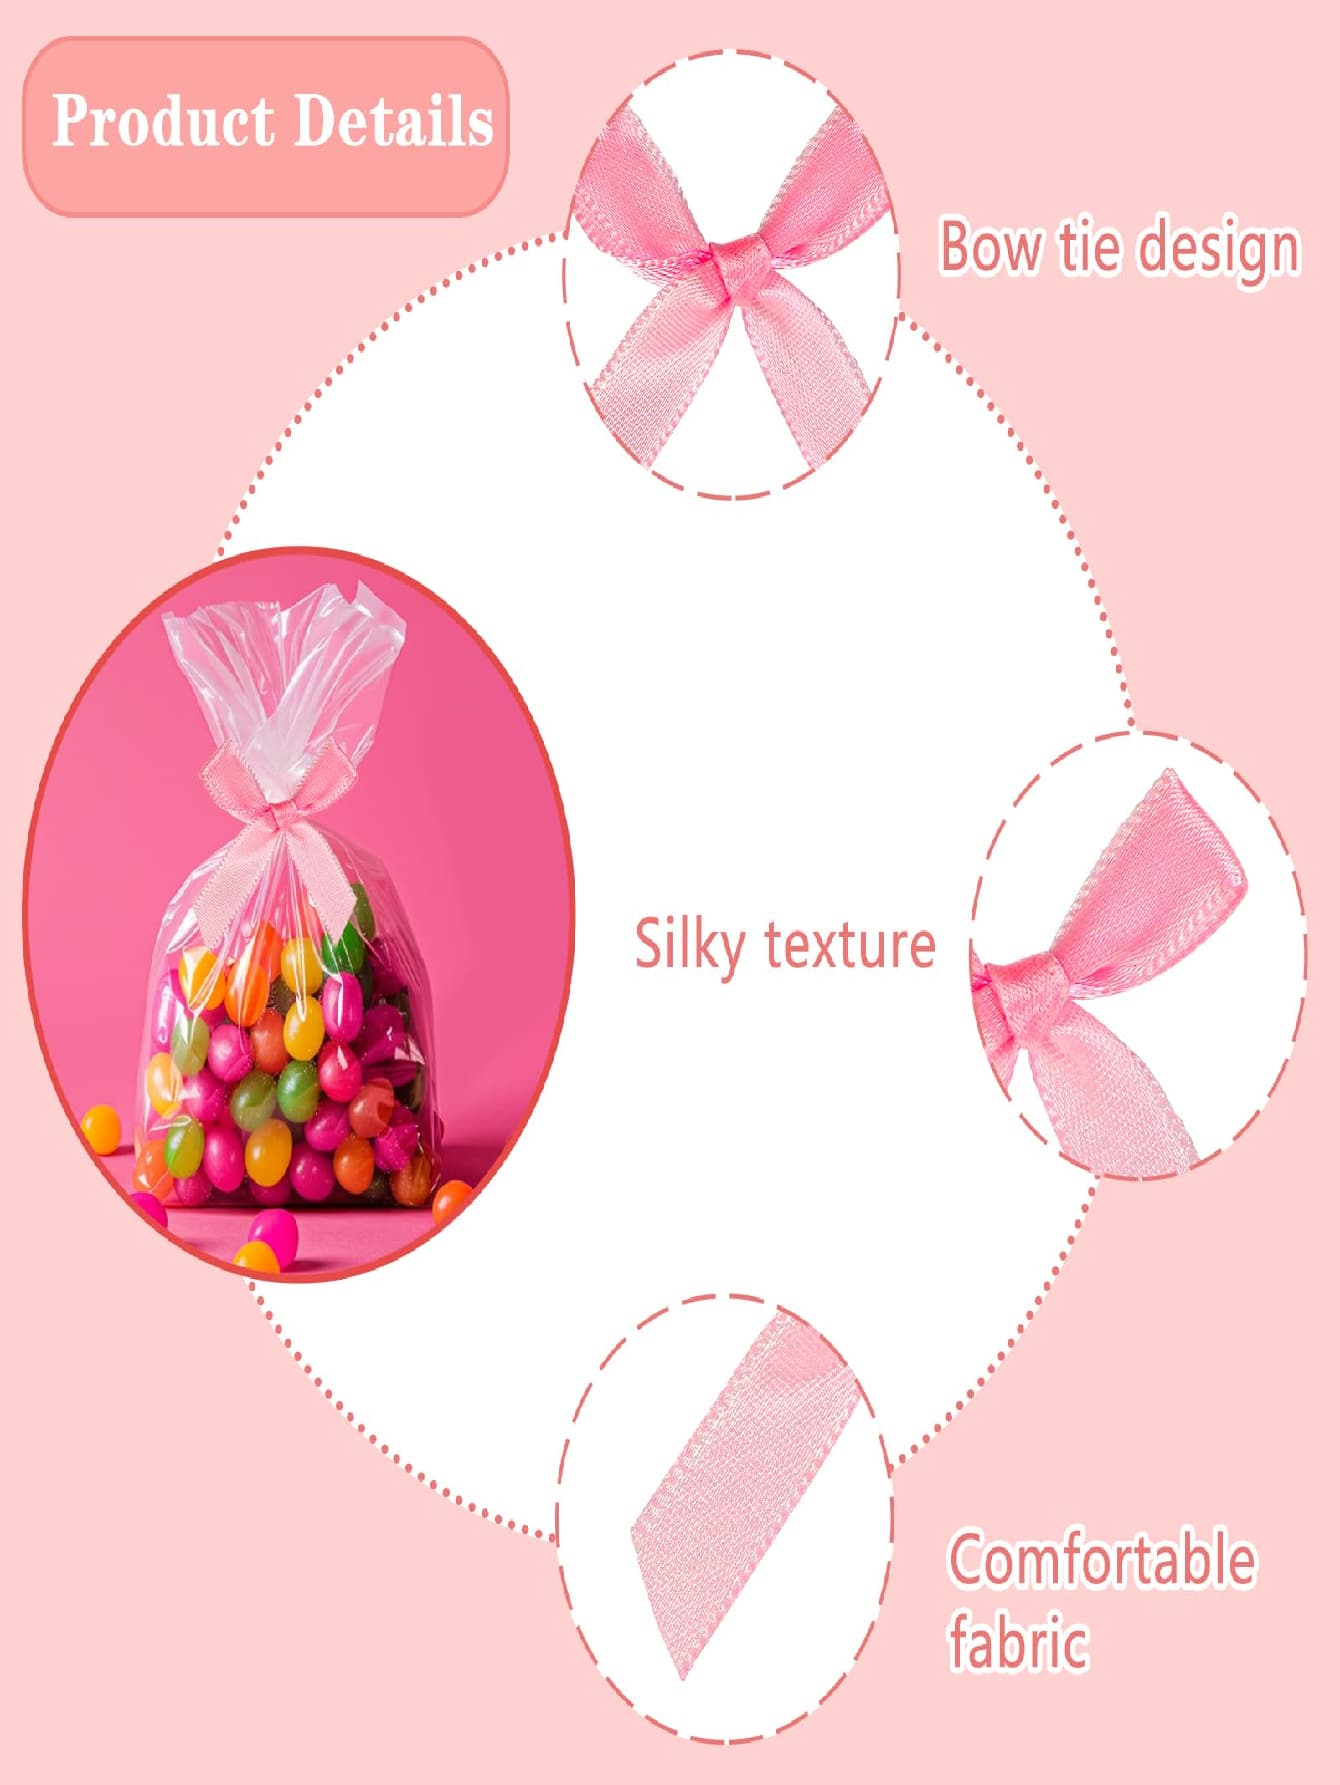 Product Details
Bow tie design
Silky texture
Comfortable
fabric